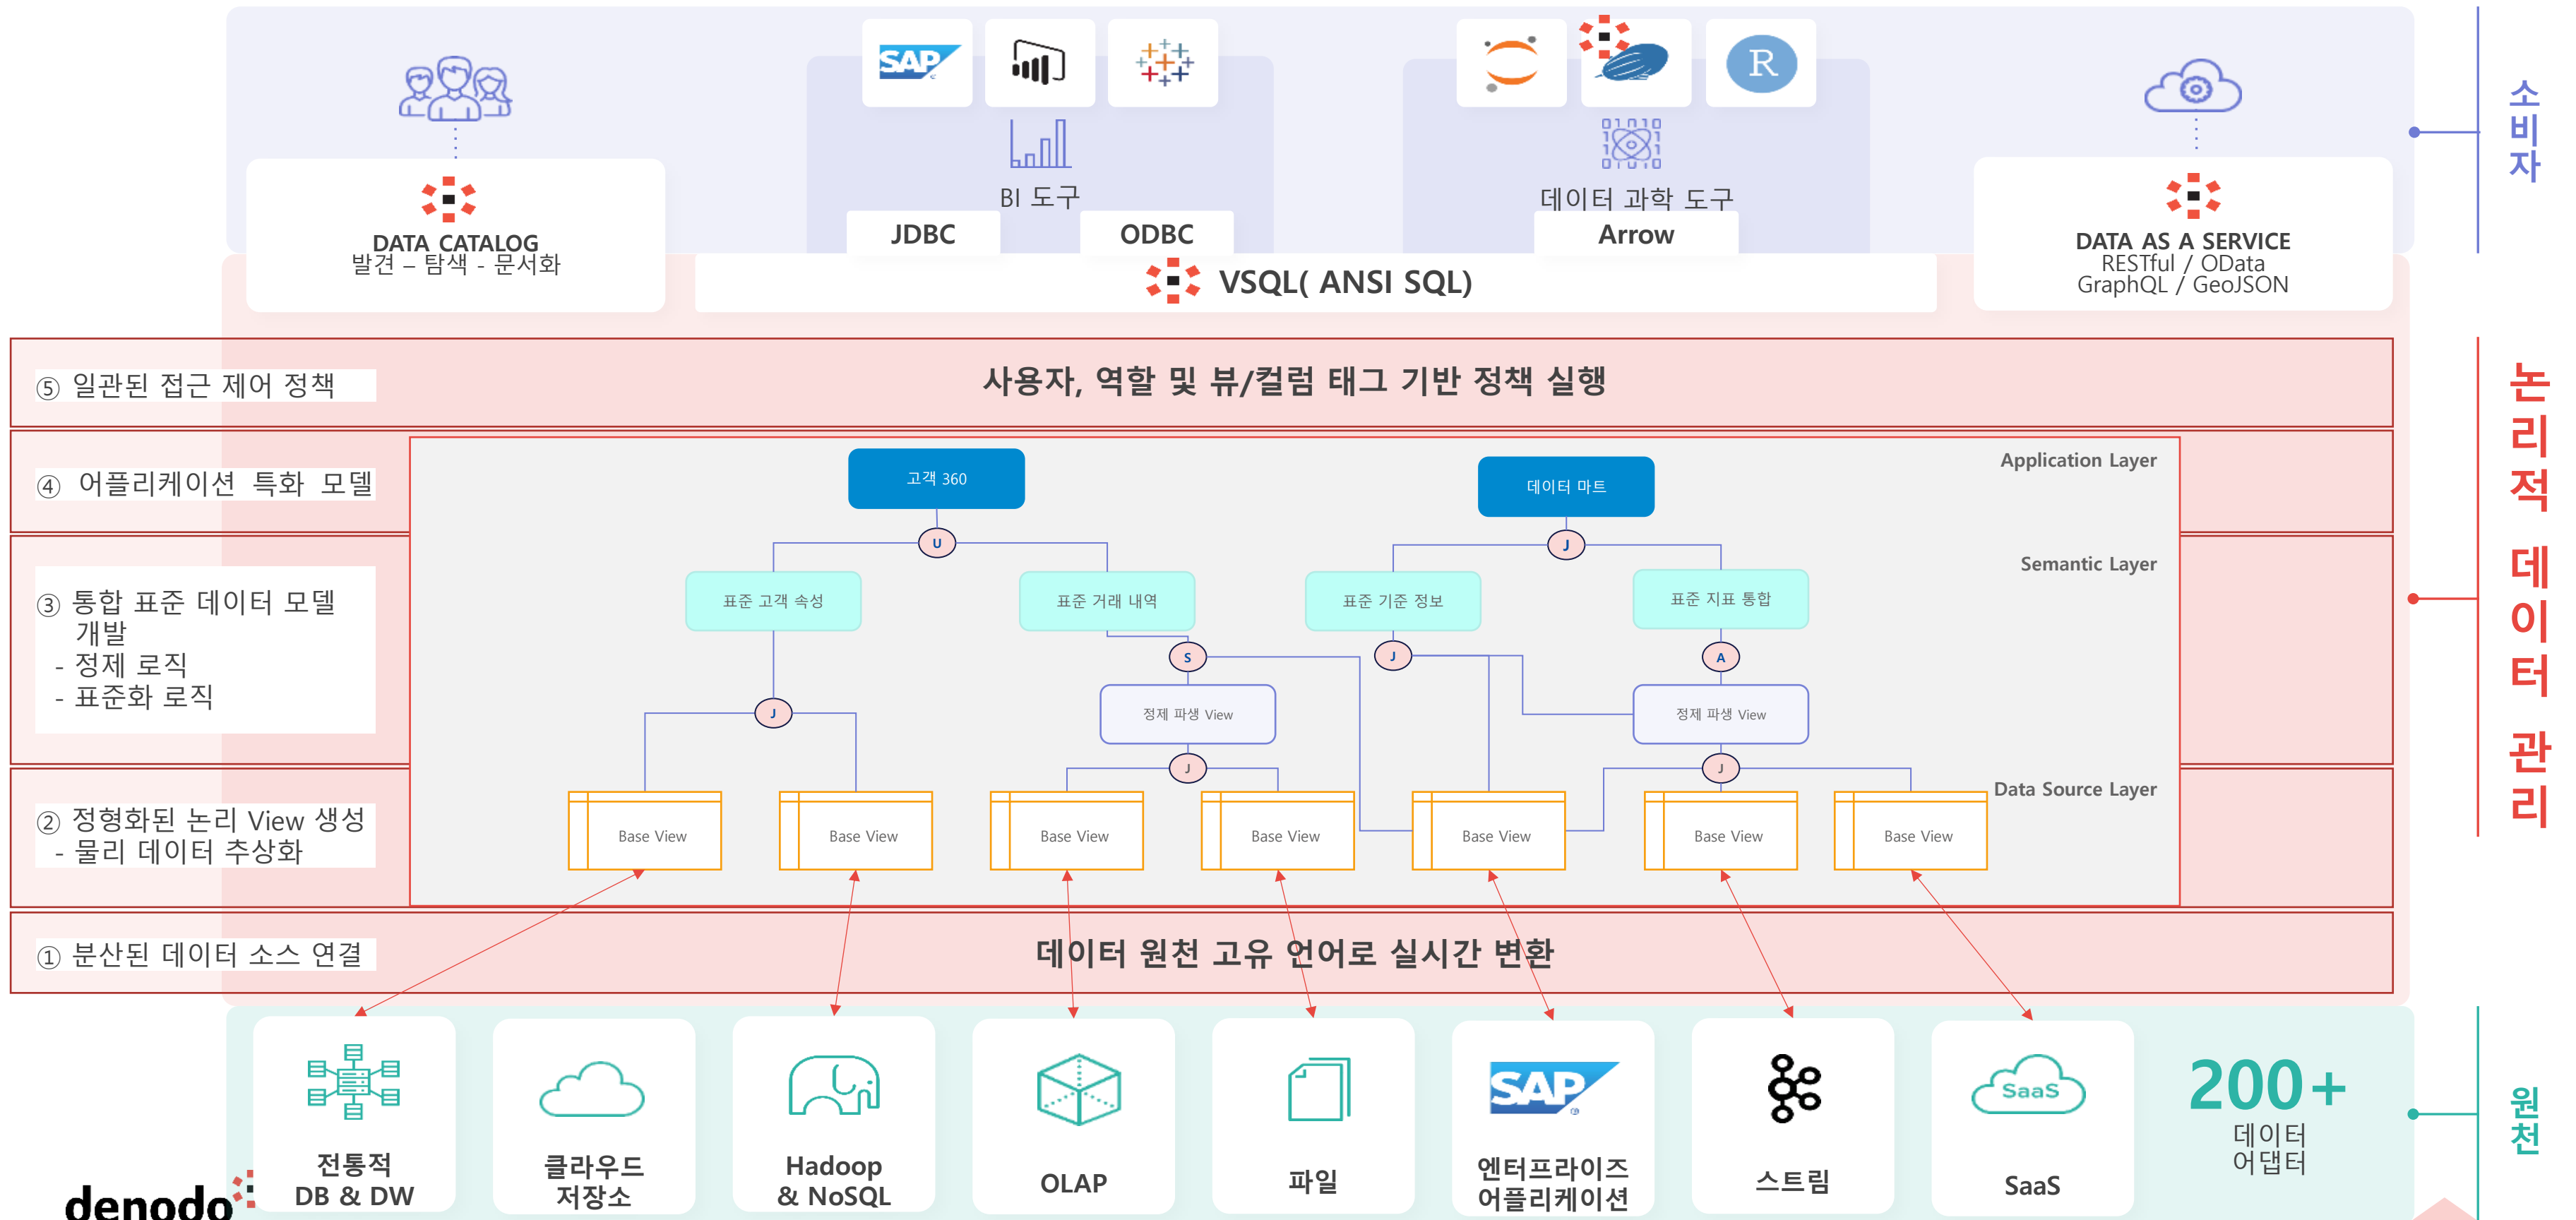 SAP
R
소비자
BI 도구
데이터 과학 도구
DATA CATALOG
발견 – 탐색 - 문서화
JDBC
ODBC
Arrow
DATA AS A SERVICE
RESTful / OData
GraphQL / GeoJSON
VSQL( ANSI SQL)
⑤ 일관된 접근 제어 정책
사용자, 역할 및 뷰/컬럼 태그 기반 정책 실행
논리적 데이터 관리
④ 어플리케이션 특화 모델
고객 360
데이터 마트
Application Layer
U
J
Semantic Layer
③ 통합 표준 데이터 모델
개발
- 정제 로직
- 표준화 로직
표준 고객 속성
표준 거래 내역
표준 기준 정보
표준 지표 통합
S
J
A
J
정제 파생 View
정제 파생 View
J
J
Data Source Layer
② 정형화된 논리 View 생성
- 물리 데이터 추상화
Base View
Base View
Base View
Base View
Base View
Base View
Base View
① 분산된 데이터 소스 연결
데이터 원천 고유 언어로 실시간 변환
원천
전통적
DB & DW
클라우드
저장소
Hadoop
& NoSQL
OLAP
파일
SAP
엔터프라이즈
어플리케이션
스트림
SaaS
SaaS
200+
데이터
어댑터
denodo